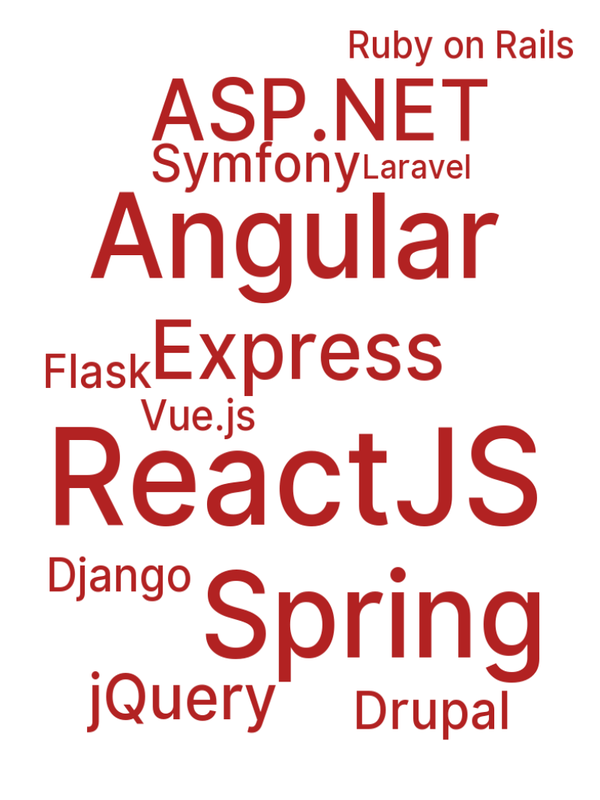 Ruby on Rails
ASP.NET
Symfony Laravel
Angular
Express
Flask
Vue.js
ReactJS
Django
Spring
jQuery
Drupal